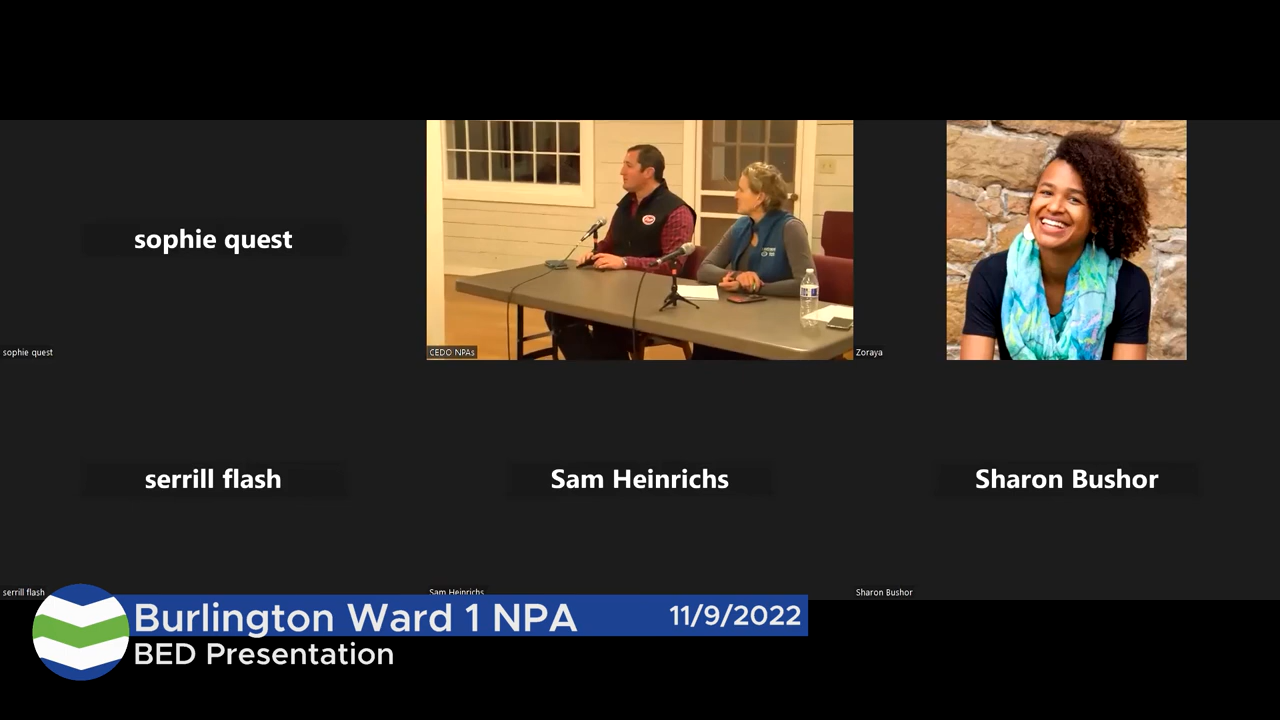 sophie quest
sophie quest
CEDO NPAs
Zoraya
serrill flash
Sam Heinrichs
Sharon Bushor
serrill flash
Sam Heinrichs
Sharon Bushor
Burlington Ward 1 NPA
11/9/2022
BED Presentation